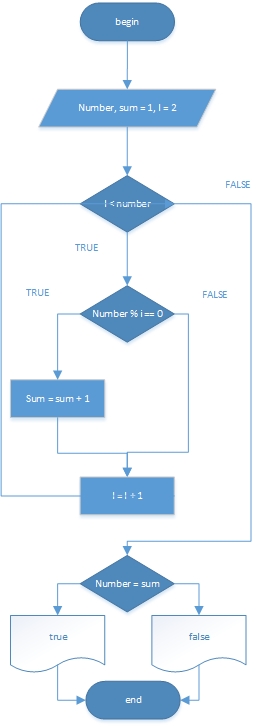 begin
Number, sum = 1, I = 2
I < number
FALSE
TRUE
TRUE
FALSE
Number % i == 0
Sum = sum + 1
I = I + 1
Number = sum
true
false
end